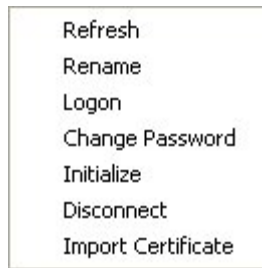 Refresh
Rename
Logon
Change Password
Initialize
Disconnect
Import Certificate